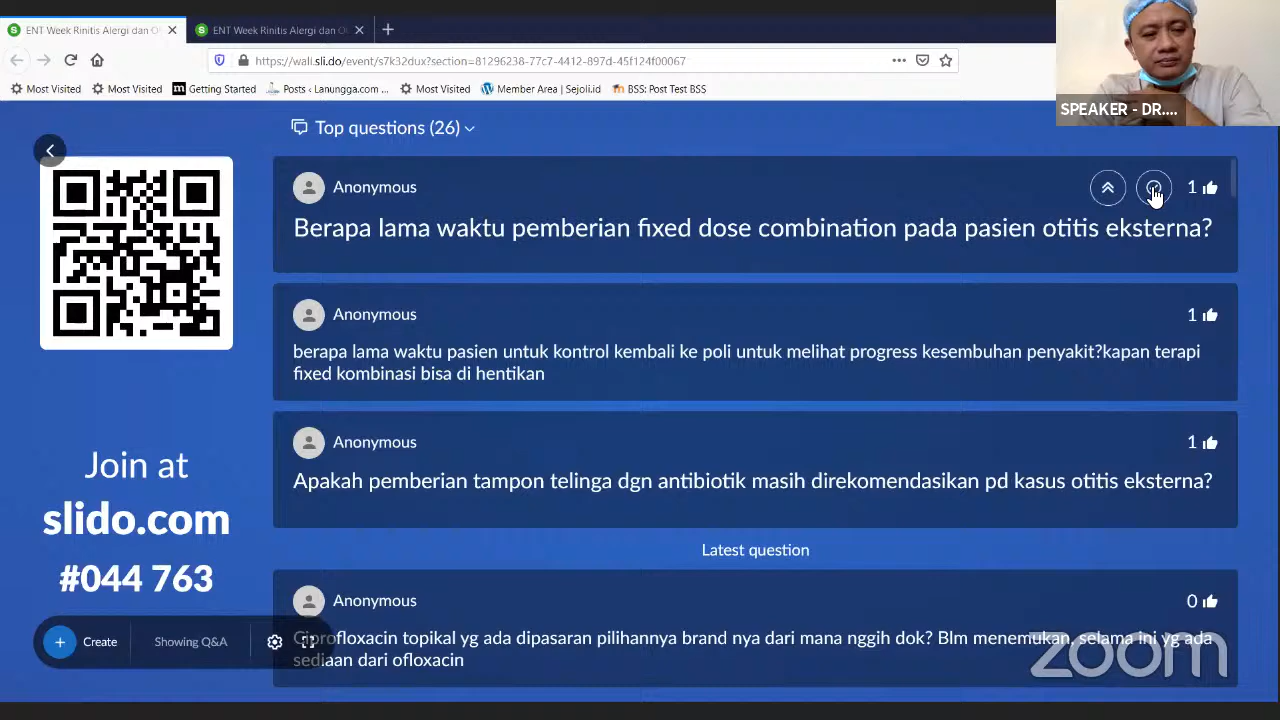 ENT Week Rinitis Alergi dan O
ENT Week Rinitis Alergi dan O
https://wall.sli.do/event/s7k32dux?section=81296238-77c7-4412-897d-45f124f00067
Most Visited
Most Visited
Getting Started
Posts ‹ Lanungga.com ...
Most Visited
Member Area | Sejoli.id
BSS: Post Test BSS
SPEAKER - DR....
Top questions (26)
Anonymous
1
Berapa lama waktu pemberian fixed dose combination pada pasien otitis eksterna?
Anonymous
1
berapa lama waktu pasien untuk kontrol kembali ke poli untuk melihat progress kesembuhan penyakit?kapan terapi
fixed kombinasi bisa di hentikan
Anonymous
1
Apakah pemberian tampon telinga dgn antibiotik masih direkomendasikan pd kasus otitis eksterna?
Latest question
Anonymous
0
Ciprofloxacin topikal yg ada dipasaran pilihannya brand nya dari mana nggih dok? Blm menemukan, selama ini yg ada
sediaan dari ofloxacin
Join at
slido.com
#044 763
Create
Showing Q&A
zoom